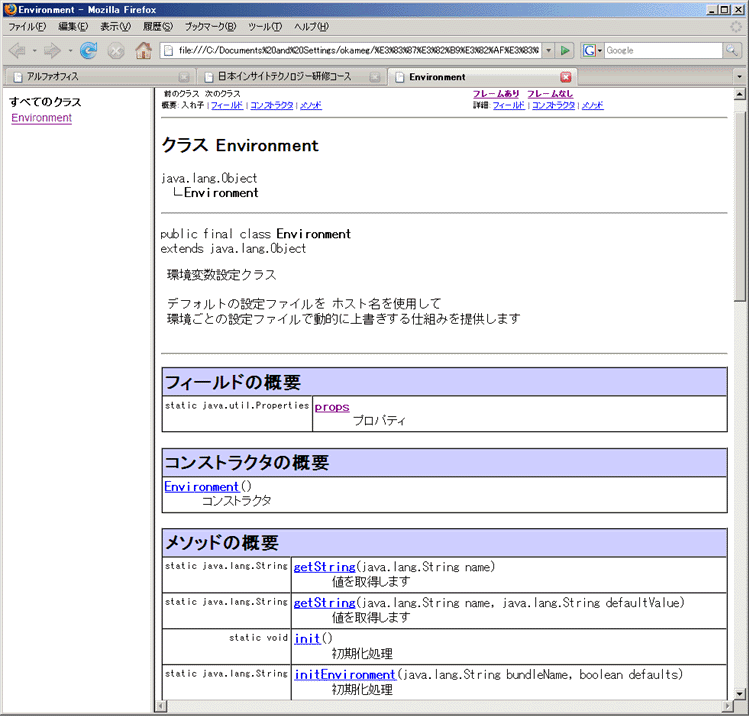 Environment - Mozilla Firefox
ファイル(F) 編集(E) 表示(V) 履歴(S) ブックマーク(B) ツール(T) ヘルプ(H)
file:///C:/Documents%20and%20Settings/okameg/%E3%83%87%E3%82%B9%E3%82%AF%E3%83% Google
アルファオフィス 日本インサイトテクノロジー研修コース Environment
すべてのクラス
Environment
前のクラス 次のクラス フレームあり フレームなし
概要: 入れ子 | フィールド | コンストラクタ | メソッド 詳細: フィールド | コンストラクタ | メソッド
クラス Environment
java.lang.Object
Environment
public final class Environment
extends java.lang.Object
環境変数設定クラス
デフォルトの設定ファイルを ホスト名を使用して
環境ごとの設定ファイルで動的に上書きする仕組みを提供します
フィールドの概要
static java.util.Properties props
プロパティ
コンストラクタの概要
Environment()
コンストラクタ
メソッドの概要
static java.lang.String getString(java.lang.String name)
値を取得します
static java.lang.String getString(java.lang.String name, java.lang.String defaultValue)
値を取得します
static void init()
初期化処理
static java.lang.String initEnvironment(java.lang.String bundleName, boolean defaults)
初期化処理